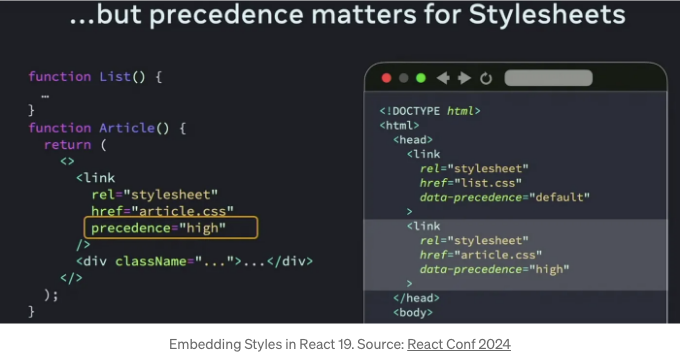 ...but precedence matters for Stylesheets
function List() {
…
}
function Article() {
return (
<>
<link
rel="stylesheet"
href="article.css"
precedence="high"
/>
<div className="...">...</div>
</>
);
}
<!DOCTYPE html>
<html>
<head>
<link
rel="stylesheet"
href="list.css"
data-precedence="default"
>
<link
rel="stylesheet"
href="article.css"
data-precedence="high"
>
</head>
<body>
Embedding Styles in React 19. Source: React Conf 2024